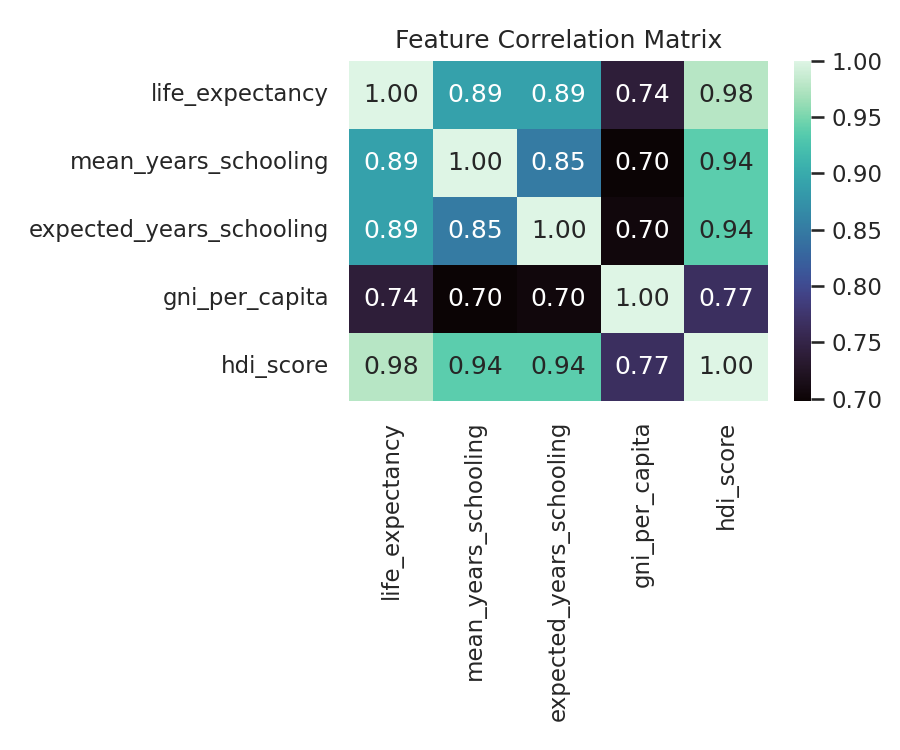 Feature Correlation Matrix
life_expectancy 1.00 0.89 0.89 0.74 0.98
mean_years_schooling 0.89 1.00 0.85 0.70 0.94
expected_years_schooling 0.89 0.85 1.00 0.70 0.94
gni_per_capita 0.74 0.70 0.70 1.00 0.77
hdi_score 0.98 0.94 0.94 0.77 1.00
life_expectancy
mean_years_schooling
expected_years_schooling
gni_per_capita
hdi_score
1.00
0.95
0.90
0.85
0.80
0.75
0.70